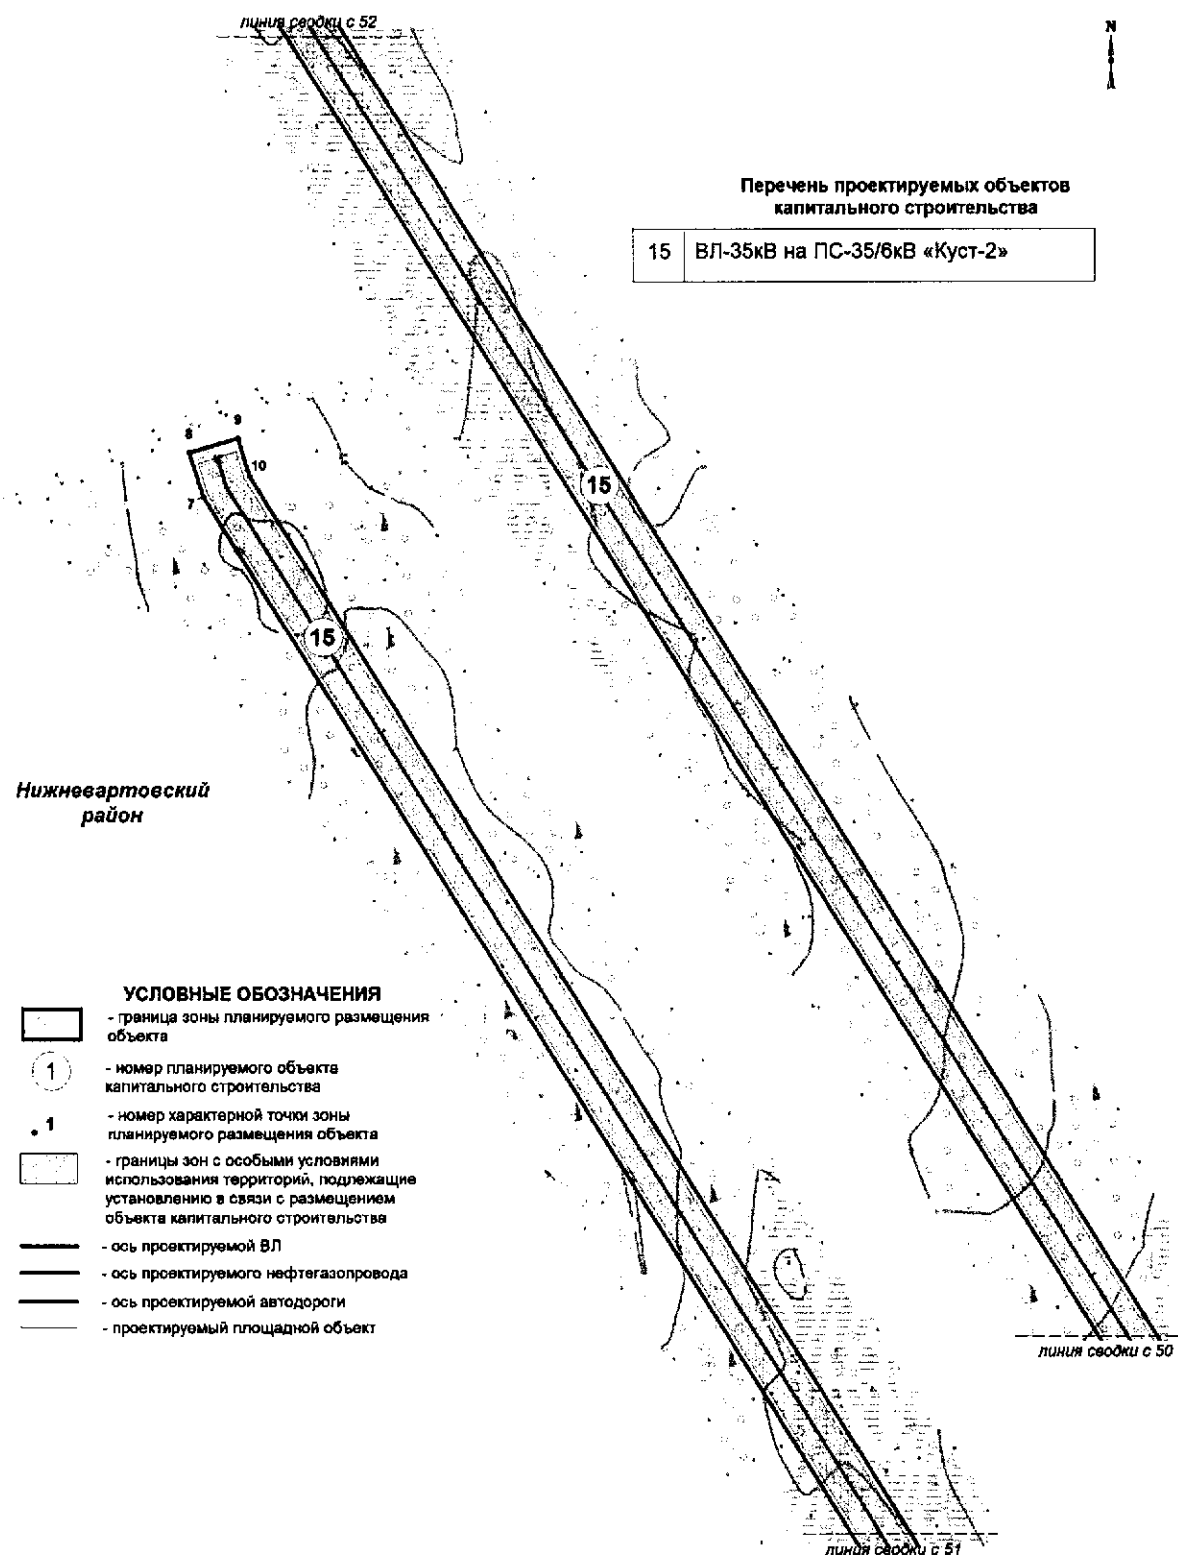 линия сводки с 52
N
Перечень проектируемых объектов
капитального строительства
15 ВЛ-35кВ на ПС-35/6кВ «Куст-2»
9
8
10
7
15
15
Нижневартовский
район
УСЛОВНЫЕ ОБОЗНАЧЕНИЯ
- граница зоны планируемого размещения
объекта
1
- номер планируемого объекта
капитального строительства
1
- номер характерной точки зоны
планируемого размещения объекта
- границы зон с особыми условиями
использования территорий, подлежащие
установлению в связи с размещением
объекта капитального строительства
- ось проектируемой ВЛ
- ось проектируемого нефтегазопровода
- ось проектируемой автодороги
- проектируемый площадной объект
линия сводки с 50
линия сводки с 51